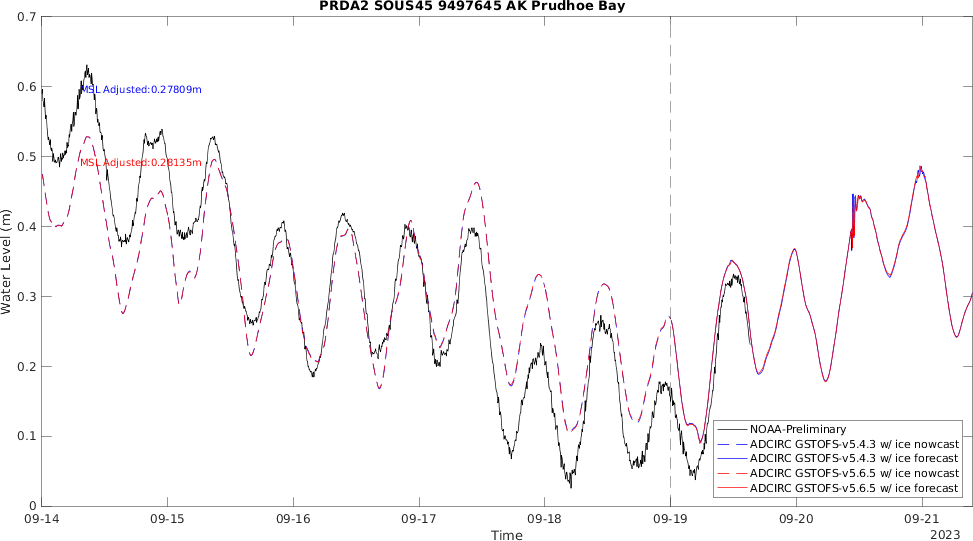 PRDA2 SOUS45 9497645 AK Prudhoe Bay
0.7
0.6
0.5
0.4
0.3
0.2
0.1
0
Water Level (m)
MSL Adjusted:0.27809m
MSL Adjusted:0.28135m
NOAA-Preliminary
ADCIRC GSTOFS-v5.4.3 w/ ice nowcast
ADCIRC GSTOFS-v5.4.3 w/ ice forecast
ADCIRC GSTOFS-v5.6.5 w/ ice nowcast
ADCIRC GSTOFS-v5.6.5 w/ ice forecast
09-14 09-15 09-16 09-17 09-18 09-19 09-20 09-21
2023
Time